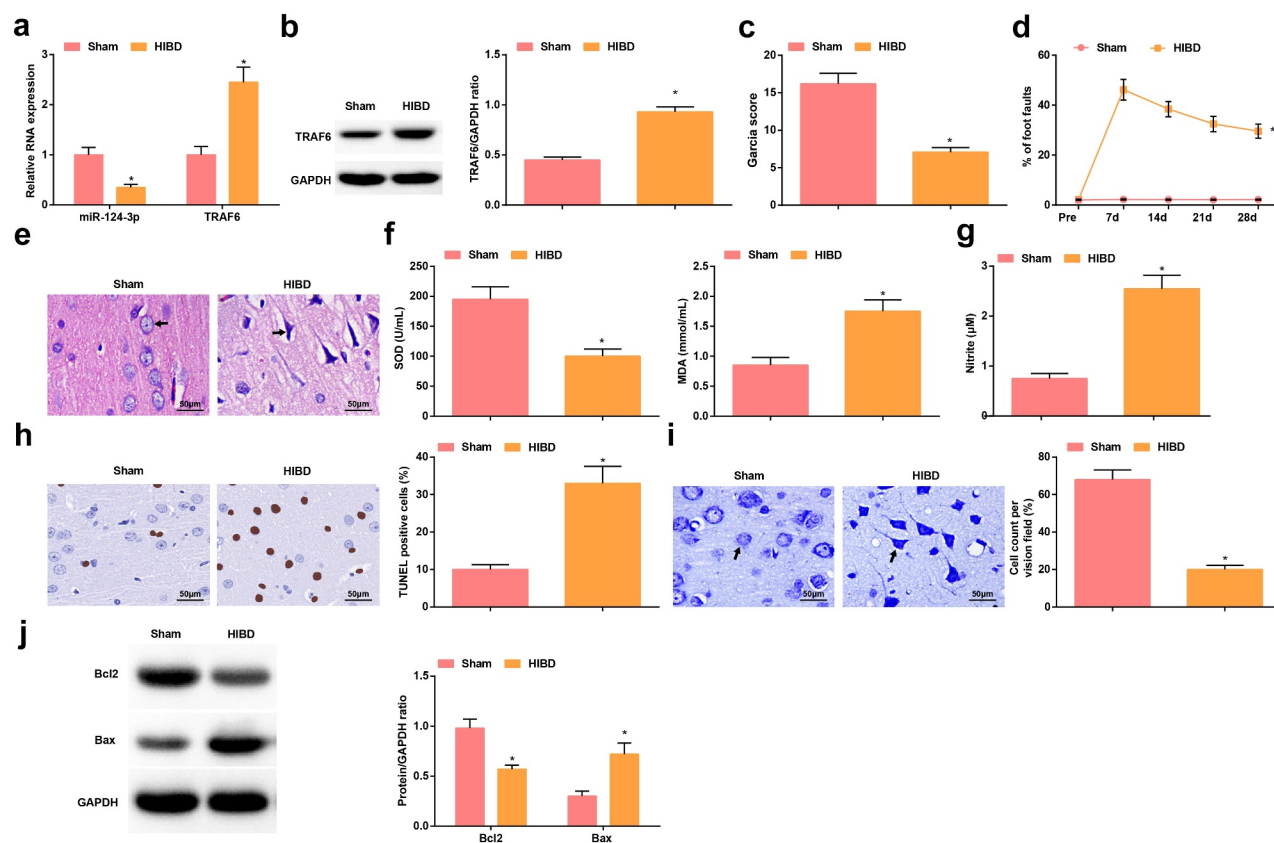 a
Sham HIBD
Relative RNA expression
3
2
1
0
* *
miR-124-3p TRAF6
b
Sham HIBD
TRAF6
GAPDH
Sham HIBD
TRAF6/GAPDH ratio
1.5
1.0
0.5
0.0
*
c
Sham HIBD
Garcia score
20
15
10
5
0
*
d
Sham HIBD
% of foot faults
60
40
20
0
*
Pre 7d 14d 21d 28d
e
Sham HIBD
50μm 50μm
f
Sham HIBD
SOD (U/mL)
250
200
150
100
50
0
*
Sham HIBD
MDA (mmol/mL)
2.5
2.0
1.5
1.0
0.5
0.0
*
g
Sham HIBD
Nitrite (μM)
3
2
1
0
*
h
Sham HIBD
50μm 50μm
Sham HIBD
TUNEL positive cells (%)
40
30
20
10
0
*
i
Sham HIBD
50μm 50μm
Sham HIBD
Cell count per
vision field (%)
80
60
40
20
0
*
j
Sham HIBD
Bcl2
Bax
GAPDH
Sham HIBD
Protein/GAPDH ratio
1.5
1.0
0.5
0.0
* *
Bcl2 Bax